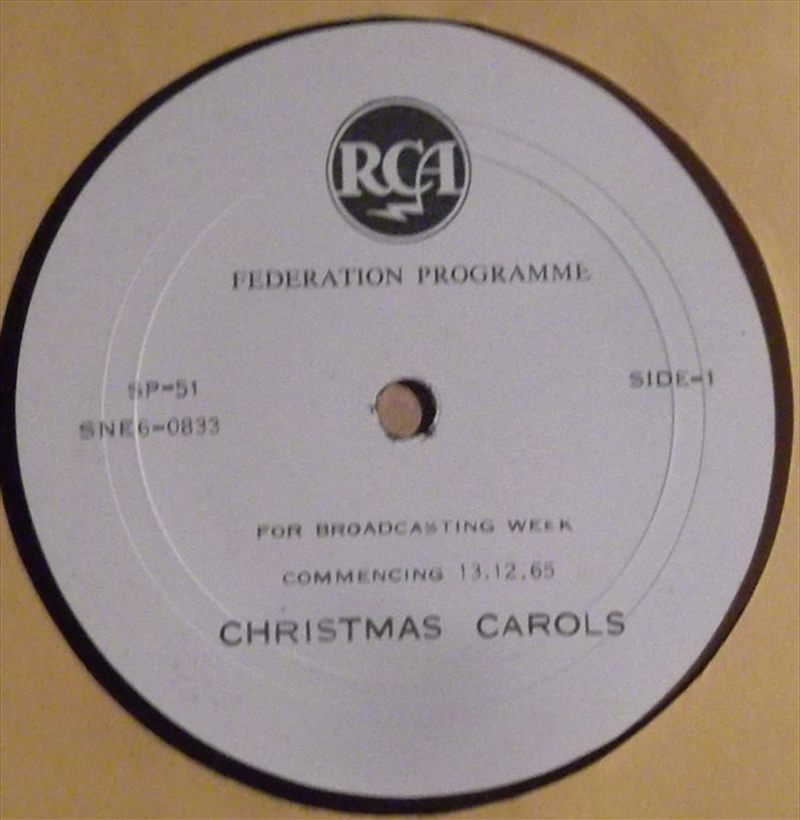 RCA
FEDERATION PROGRAMME
SP-51
SIDE-1
SNE6-0833
FOR BROADCASTING WEEK
COMMENCING 13.12.65
CHRISTMAS CAROLS